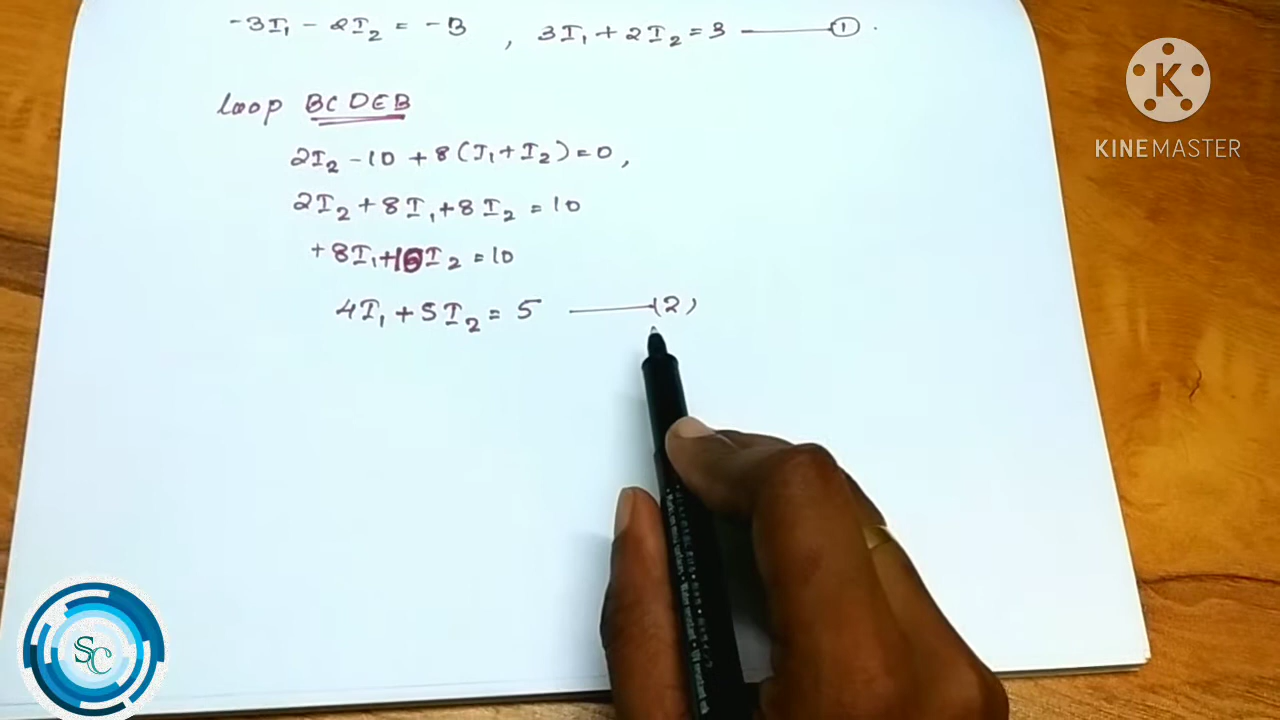 -3I₁ - 2I₂ = -3 , 3I₁ + 2I₂ = 3 —— ①.
Loop BCDEB
2I₂ - 10 + 8(I₁ + I₂) = 0,
2I₂ + 8I₁ + 8I₂ = 10
+ 8I₁ + 10I₂ = 10
4I₁ + 5I₂ = 5 —— (2)
K
KINEMASTER
SC